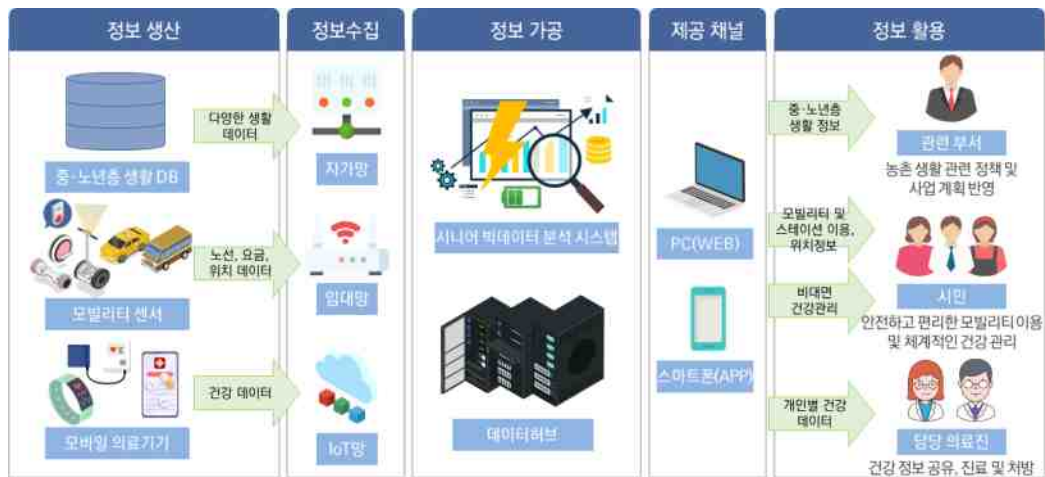 정보 생산
정보수집
정보 가공
제공 채널
정보 활용
중·노년층 생활 DB
다양한 생활
데이터
모빌리티 센서
노선, 요금,
위치 데이터
모바일 의료기기
건강 데이터
자가망
임대망
IoT망
시니어 빅데이터 분석 시스템
데이터허브
PC(WEB)
스마트폰(APP)
중·노년층
생활 정보
관련 부서
농촌 생활 관련 정책 및
사업 계획 반영
모빌리티 및
스테이션 이용,
위치정보
비대면
건강관리
시민
안전하고 편리한 모빌리티 이용
및 체계적인 건강 관리
개인별 건강
데이터
담당 의료진
건강 정보 공유, 진료 및 처방